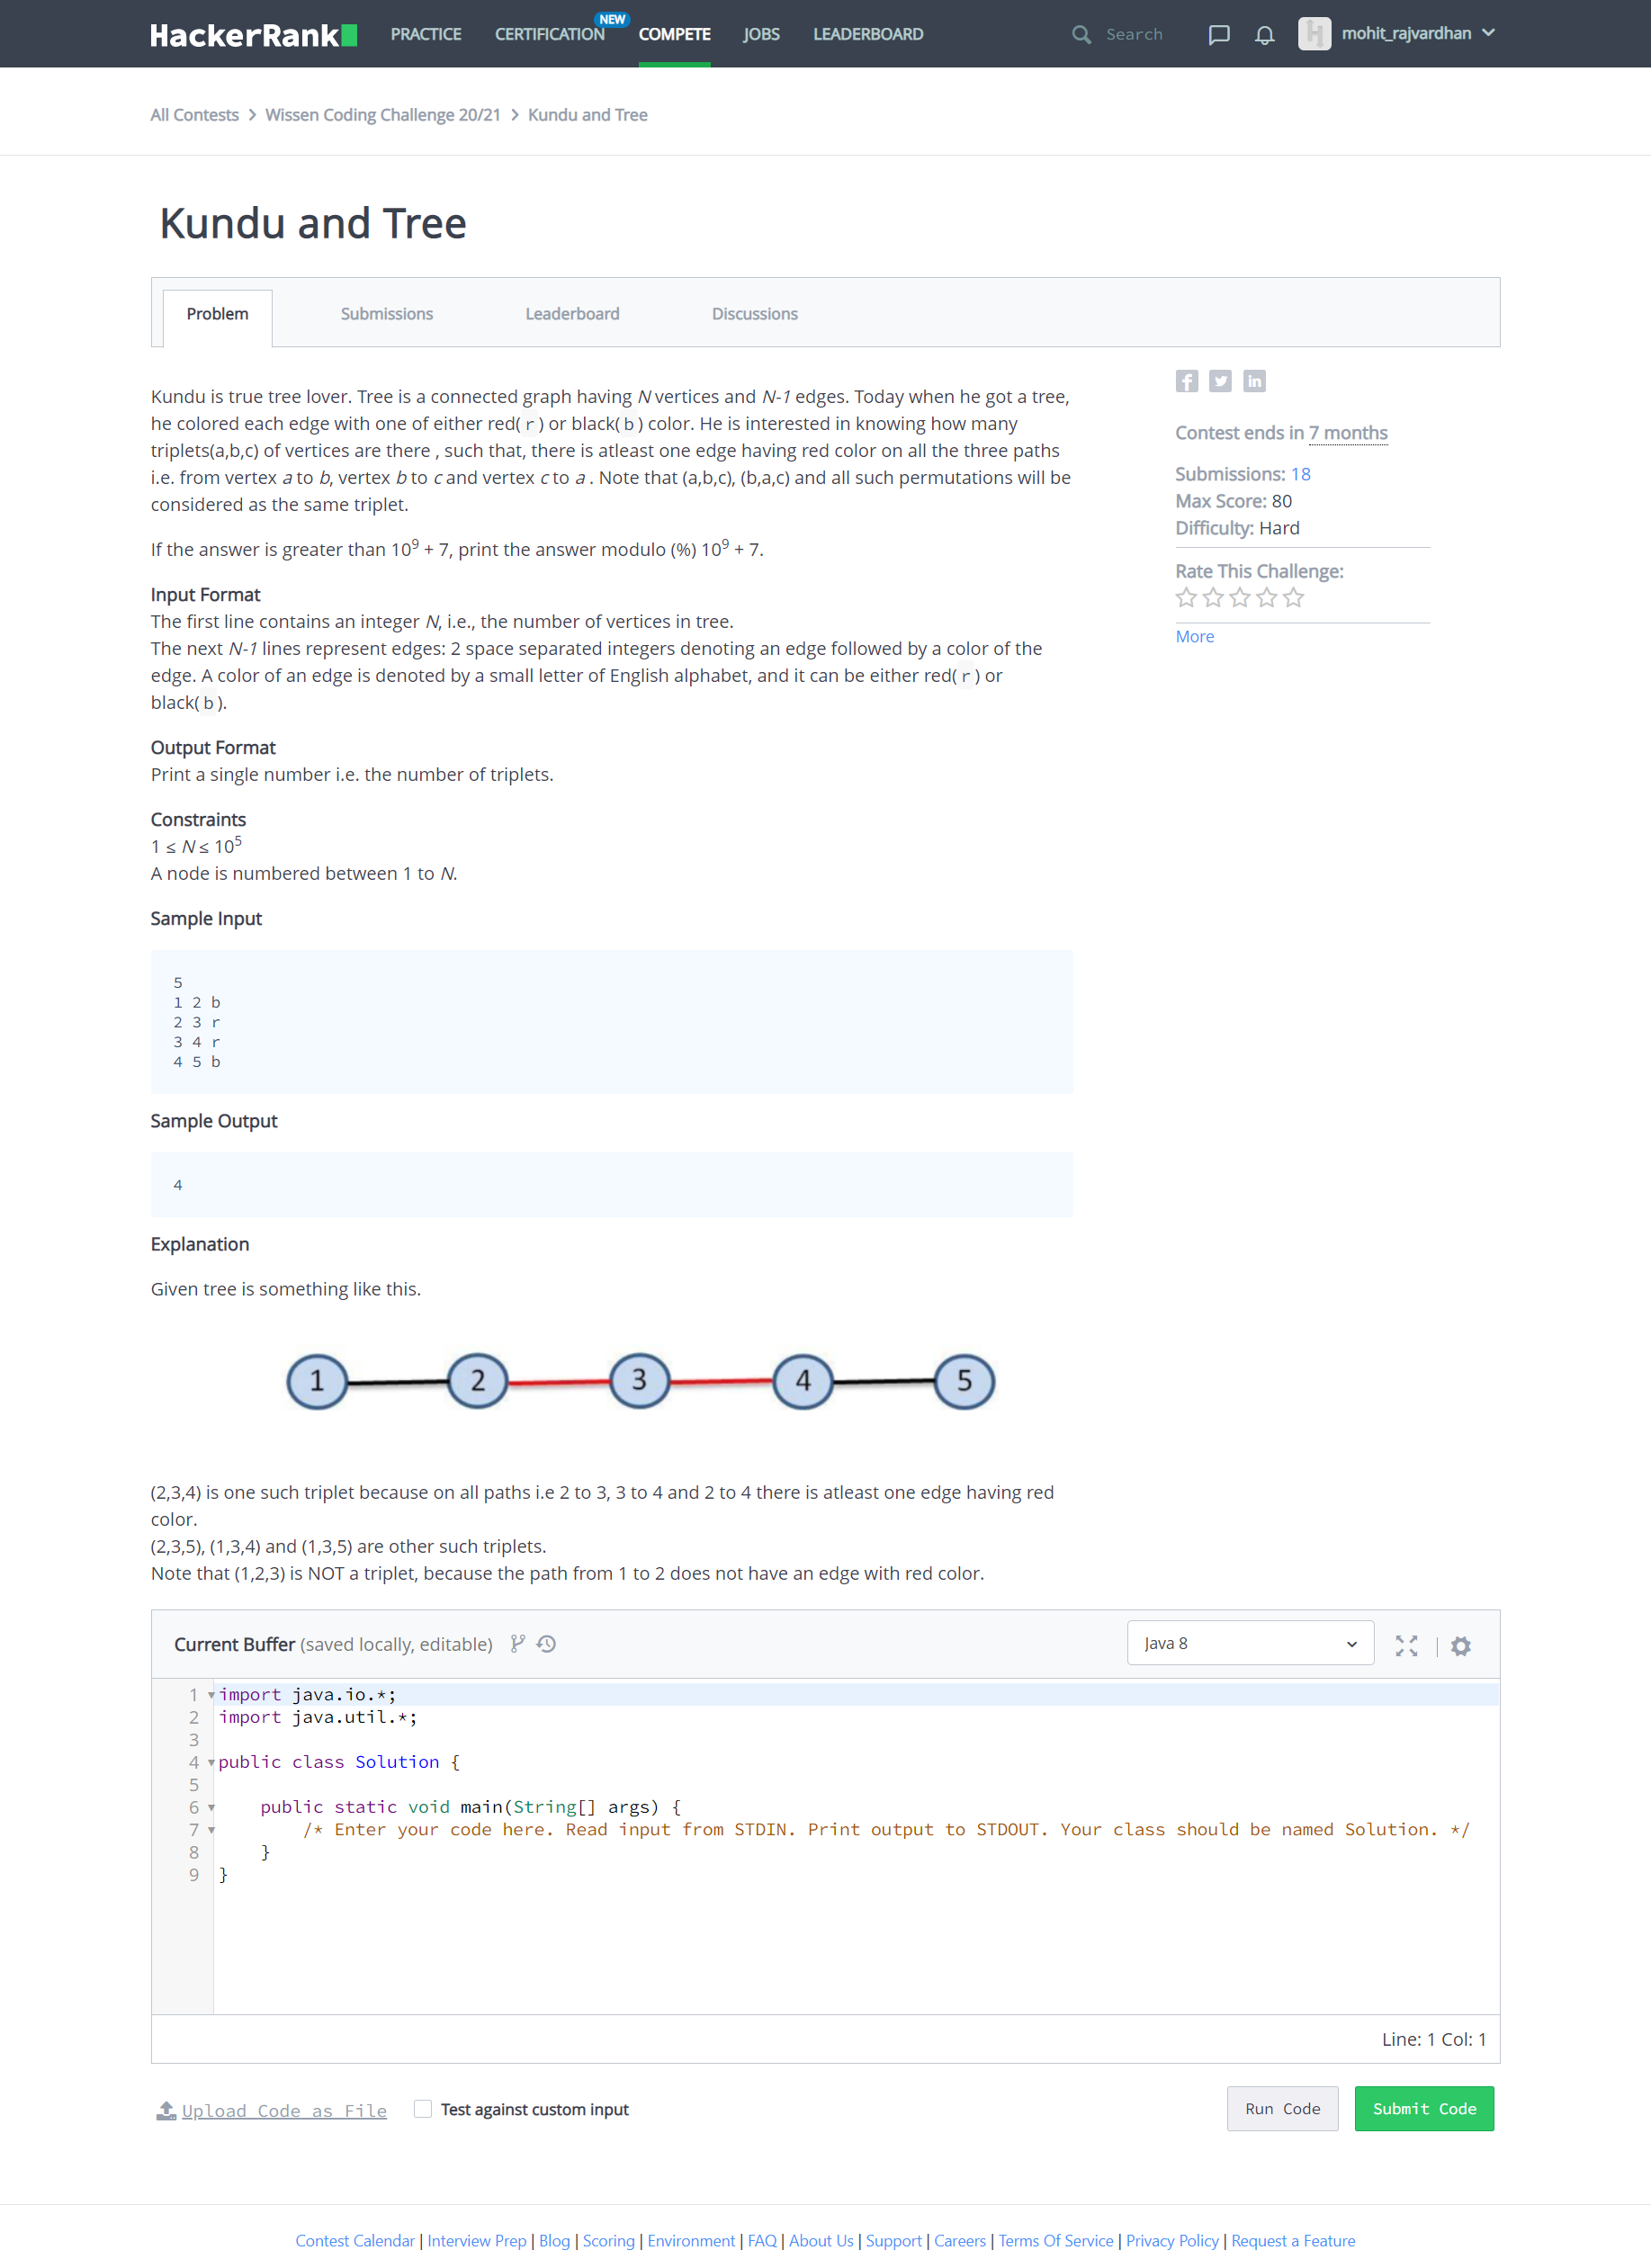 HackerRank PRACTICE CERTIFICATION NEW COMPETE JOBS LEADERBOARD Search mohit_rajvardhan
All Contests > Wissen Coding Challenge 20/21 > Kundu and Tree
Kundu and Tree
Problem Submissions Leaderboard Discussions
Kundu is true tree lover. Tree is a connected graph having N vertices and N-1 edges. Today when he got a tree,
he colored each edge with one of either red( r ) or black( b ) color. He is interested in knowing how many
triplets(a,b,c) of vertices are there , such that, there is atleast one edge having red color on all the three paths
i.e. from vertex a to b, vertex b to c and vertex c to a . Note that (a,b,c), (b,a,c) and all such permutations will be
considered as the same triplet.
If the answer is greater than 10⁹ + 7, print the answer modulo (%) 10⁹ + 7.
Input Format
The first line contains an integer N, i.e., the number of vertices in tree.
The next N-1 lines represent edges: 2 space separated integers denoting an edge followed by a color of the
edge. A color of an edge is denoted by a small letter of English alphabet, and it can be either red( r ) or
black( b ).
Output Format
Print a single number i.e. the number of triplets.
Constraints
1 ≤ N ≤ 10⁵
A node is numbered between 1 to N.
Sample Input
5
1 2 b
2 3 r
3 4 r
4 5 b
Sample Output
4
Explanation
Given tree is something like this.
1 2 3 4 5
(2,3,4) is one such triplet because on all paths i.e 2 to 3, 3 to 4 and 2 to 4 there is atleast one edge having red
color.
(2,3,5), (1,3,4) and (1,3,5) are other such triplets.
Note that (1,2,3) is NOT a triplet, because the path from 1 to 2 does not have an edge with red color.
Contest ends in 7 months
Submissions: 18
Max Score: 80
Difficulty: Hard
Rate This Challenge:
More
Current Buffer (saved locally, editable) Java 8
1 import java.io.*;
2 import java.util.*;
3
4 public class Solution {
5
6 public static void main(String[] args) {
7 /* Enter your code here. Read input from STDIN. Print output to STDOUT. Your class should be named Solution. */
8 }
9 }
Line: 1 Col: 1
Upload Code as File Test against custom input Run Code Submit Code
Contest Calendar | Interview Prep | Blog | Scoring | Environment | FAQ | About Us | Support | Careers | Terms Of Service | Privacy Policy | Request a Feature